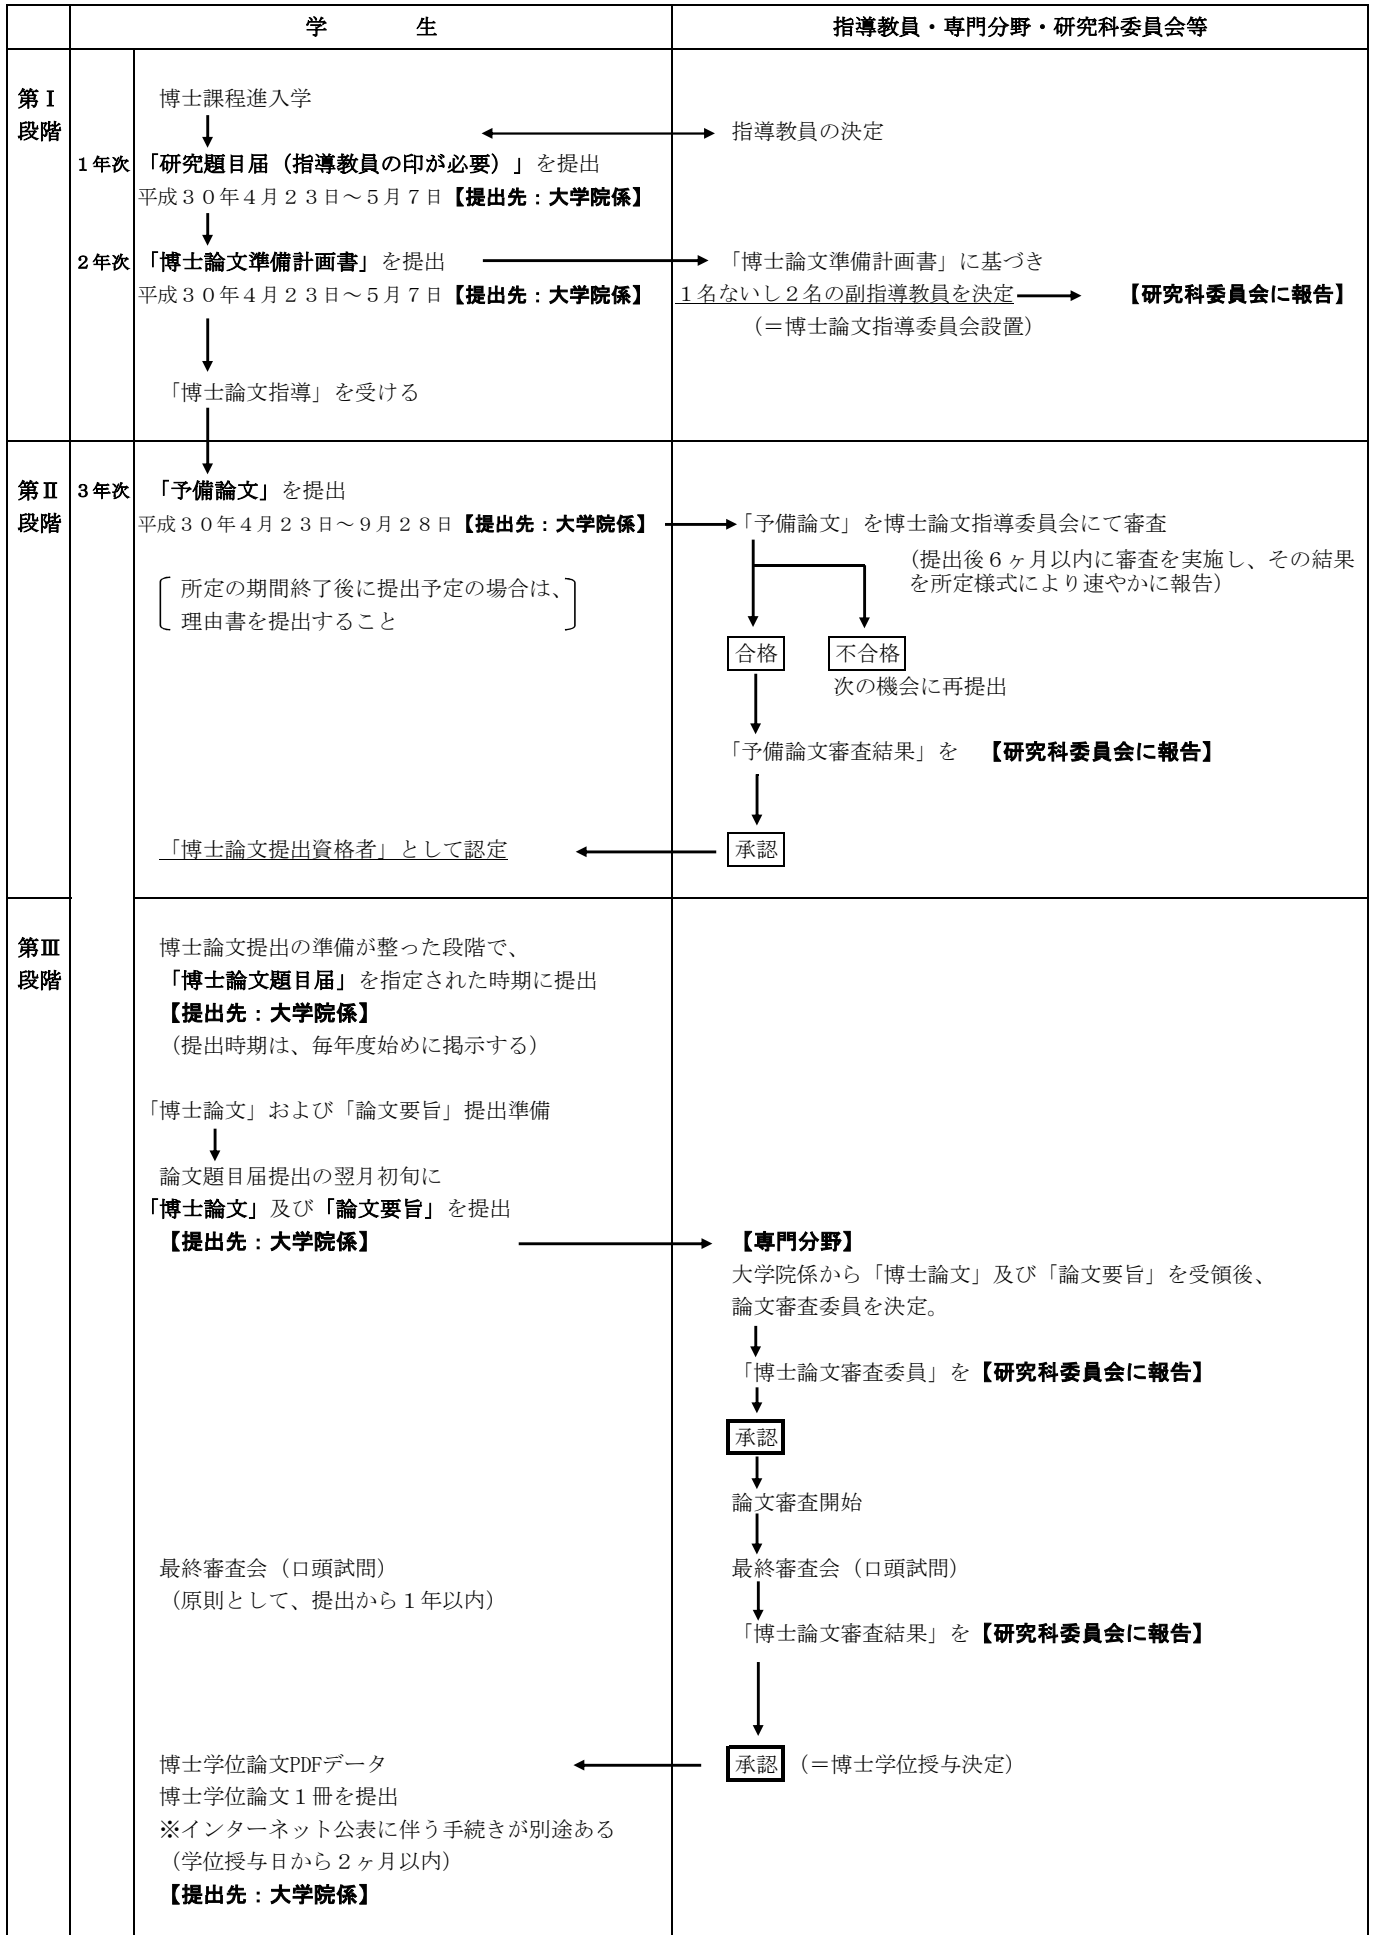 学　　　　生
指導教員・専門分野・研究科委員会等
第Ⅰ
段階
博士課程進入学
指導教員の決定
１年次
「研究題目届（指導教員の印が必要）」を提出
平成３０年４月２３日～５月７日【提出先：大学院係】
２年次
「博士論文準備計画書」を提出
平成３０年４月２３日～５月７日【提出先：大学院係】
「博士論文準備計画書」に基づき
１名ないし２名の副指導教員を決定
【研究科委員会に報告】
（＝博士論文指導委員会設置）
「博士論文指導」を受ける
第Ⅱ
段階
３年次
「予備論文」を提出
平成３０年４月２３日～９月２８日【提出先：大学院係】
「予備論文」を博士論文指導委員会にて審査
（提出後６ヶ月以内に審査を実施し、その結果
を所定様式により速やかに報告）
所定の期間終了後に提出予定の場合は、
理由書を提出すること
合格
不合格
次の機会に再提出
「予備論文審査結果」を　【研究科委員会に報告】
「博士論文提出資格者」として認定
承認
第Ⅲ
段階
博士論文提出の準備が整った段階で、
「博士論文題目届」を指定された時期に提出
【提出先：大学院係】
（提出時期は、毎年度始めに掲示する）
「博士論文」および「論文要旨」提出準備
論文題目届提出の翌月初旬に
「博士論文」及び「論文要旨」を提出
【提出先：大学院係】
【専門分野】
大学院係から「博士論文」及び「論文要旨」を受領後、
論文審査委員を決定。
「博士論文審査委員」を【研究科委員会に報告】
承認
論文審査開始
最終審査会（口頭試問）
（原則として、提出から１年以内）
最終審査会（口頭試問）
「博士論文審査結果」を【研究科委員会に報告】
承認（＝博士学位授与決定）
博士学位論文PDFデータ
博士学位論文１冊を提出
※インターネット公表に伴う手続きが別途ある
（学位授与日から２ヶ月以内）
【提出先：大学院係】